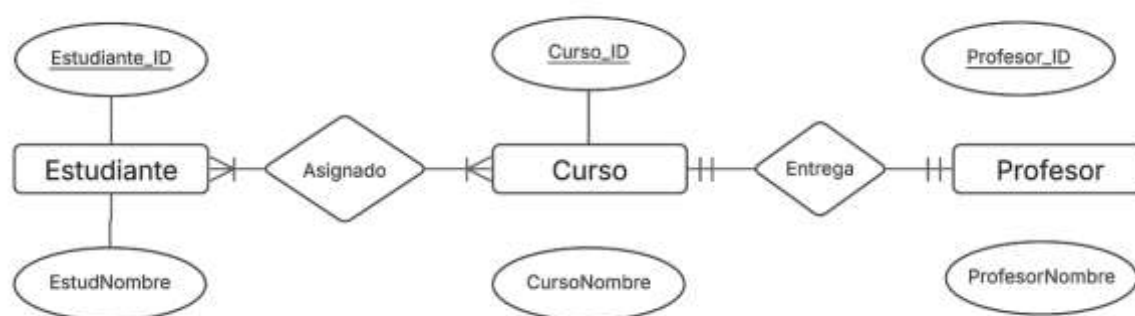 Estudiante_ID
Curso_ID
Profesor_ID
Estudiante
Asignado
Curso
Entrega
Profesor
EstudNombre
CursoNombre
ProfesorNombre